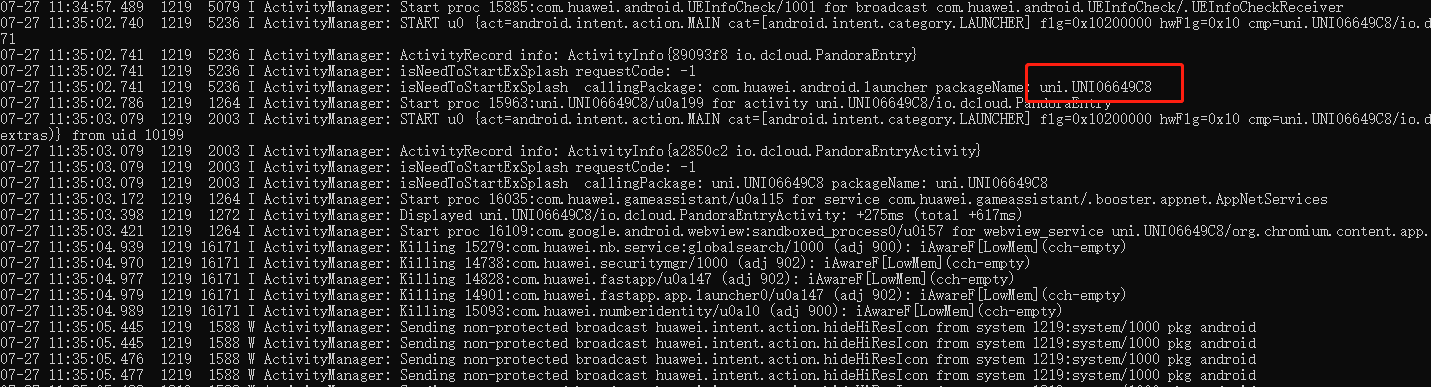 07-27 11:34:57.489  1219  5079 I ActivityManager: Start proc 15885:com.huawei.android.UEInfoCheck/1001 for broadcast com.huawei.android.UEInfoCheck/.UEInfoCheckReceiver
07-27 11:35:02.740  1219  5236 I ActivityManager: START u0 {act=android.intent.action.MAIN cat=[android.intent.category.LAUNCHER] flg=0x10200000 hwFlg=0x10 cmp=uni.UNI06649C8/io.d
71
07-27 11:35:02.741  1219  5236 I ActivityManager: ActivityRecord info: ActivityInfo{89093f8 io.dcloud.PandoraEntry}
07-27 11:35:02.741  1219  5236 I ActivityManager: isNeedToStartExSplash requestCode: -1
07-27 11:35:02.741  1219  5236 I ActivityManager: isNeedToStartExSplash  callingPackage: com.huawei.android.launcher packageName: uni.UNI06649C8
07-27 11:35:02.786  1219  1264 I ActivityManager: Start proc 15963:uni.UNI06649C8/u0a199 for activity uni.UNI06649C8/io.dcloud.PandoraEntry
07-27 11:35:03.079  1219  2003 I ActivityManager: START u0 {act=android.intent.action.MAIN cat=[android.intent.category.LAUNCHER] flg=0x10200000 hwFlg=0x10 cmp=uni.UNI06649C8/io.d
extras)} from uid 10199
07-27 11:35:03.079  1219  2003 I ActivityManager: ActivityRecord info: ActivityInfo{a2850c2 io.dcloud.PandoraEntryActivity}
07-27 11:35:03.079  1219  2003 I ActivityManager: isNeedToStartExSplash requestCode: -1
07-27 11:35:03.079  1219  2003 I ActivityManager: isNeedToStartExSplash  callingPackage: uni.UNI06649C8 packageName: uni.UNI06649C8
07-27 11:35:03.172  1219  1264 I ActivityManager: Start proc 16035:com.huawei.gameassistant/u0a115 for service com.huawei.gameassistant/.booster.appnet.AppNetServices
07-27 11:35:03.398  1219  1272 I ActivityManager: Displayed uni.UNI06649C8/io.dcloud.PandoraEntryActivity: +275ms (total +617ms)
07-27 11:35:03.421  1219  1264 I ActivityManager: Start proc 16109:com.google.android.webview:sandboxed_process0/u0i57 for webview_service uni.UNI06649C8/org.chromium.content.app.
07-27 11:35:04.939  1219 16171 I ActivityManager: Killing 15279:com.huawei.nb.service:globalsearch/1000 (adj 900): iAwareF[LowMem](cch-empty)
07-27 11:35:04.970  1219 16171 I ActivityManager: Killing 14738:com.huawei.securitymgr/1000 (adj 902): iAwareF[LowMem](cch-empty)
07-27 11:35:04.977  1219 16171 I ActivityManager: Killing 14828:com.huawei.fastapp/u0a147 (adj 902): iAwareF[LowMem](cch-empty)
07-27 11:35:04.979  1219 16171 I ActivityManager: Killing 14901:com.huawei.fastapp.app.launcher0/u0a147 (adj 902): iAwareF[LowMem](cch-empty)
07-27 11:35:04.989  1219 16171 I ActivityManager: Killing 15093:com.huawei.numberidentity/u0a10 (adj 900): iAwareF[LowMem](cch-empty)
07-27 11:35:05.445  1219  1588 W ActivityManager: Sending non-protected broadcast huawei.intent.action.hideHiResIcon from system 1219:system/1000 pkg android
07-27 11:35:05.445  1219  1588 W ActivityManager: Sending non-protected broadcast huawei.intent.action.hideHiResIcon from system 1219:system/1000 pkg android
07-27 11:35:05.476  1219  1588 W ActivityManager: Sending non-protected broadcast huawei.intent.action.hideHiResIcon from system 1219:system/1000 pkg android
07-27 11:35:05.477  1219  1588 W ActivityManager: Sending non-protected broadcast huawei.intent.action.hideHiResIcon from system 1219:system/1000 pkg android